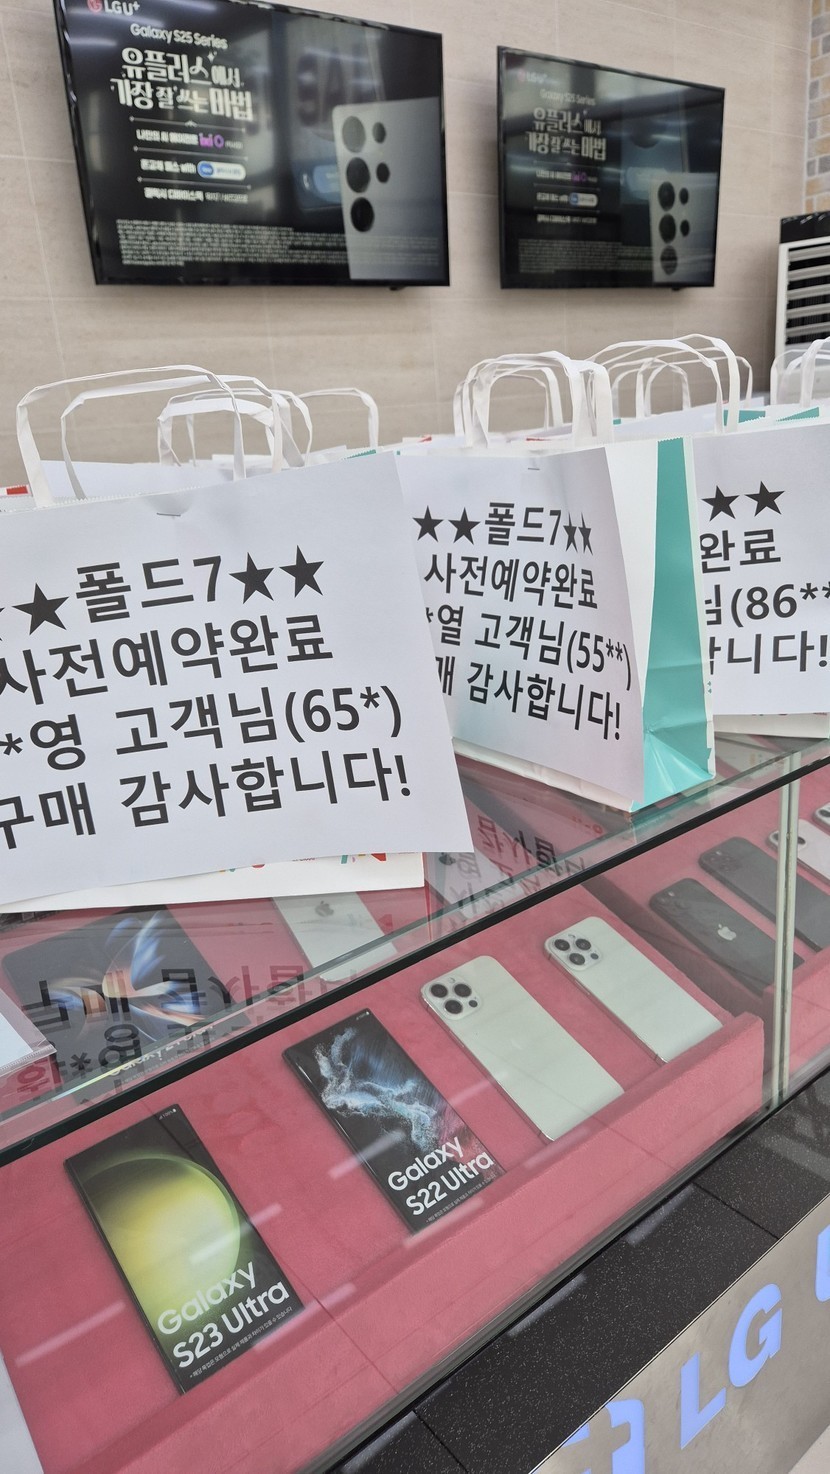 LG U+
Galaxy S25 Series
유플러스에서
가장 잘 쓰는 마법
LG U+
Galaxy S25 Series
유플러스에서
가장 잘 쓰는 마법
★★폴드7★★
사전예약완료
*영 고객님(65*)
구매 감사합니다!
★★폴드7★★
사전예약완료
*열 고객님(55**)
매 감사합니다!
★★
완료
님(86**
합니다!
Galaxy
S22 Ultra
Galaxy
S23 Ultra
LG U